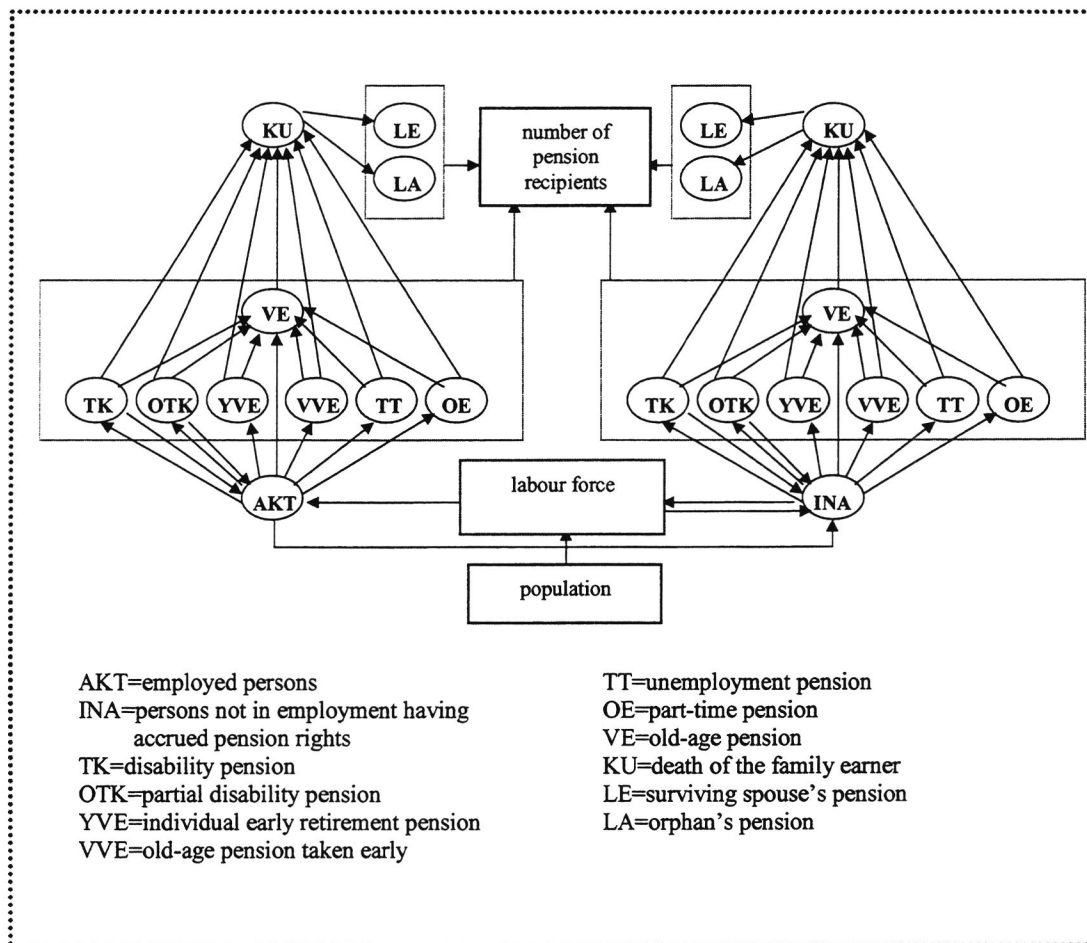 KU
LE
LA
number of
pension
recipients
LE
LA
KU
VE
TK
OTK
YVE
VVE
TT
OE
VE
TK
OTK
YVE
VVE
TT
OE
AKT
labour force
INA
population
AKT=employed persons
INA=persons not in employment having
accrued pension rights
TK=disability pension
OTK=partial disability pension
YVE=individual early retirement pension
VVE=old-age pension taken early
TT=unemployment pension
OE=part-time pension
VE=old-age pension
KU=death of the family earner
LE=surviving spouse's pension
LA=orphan's pension